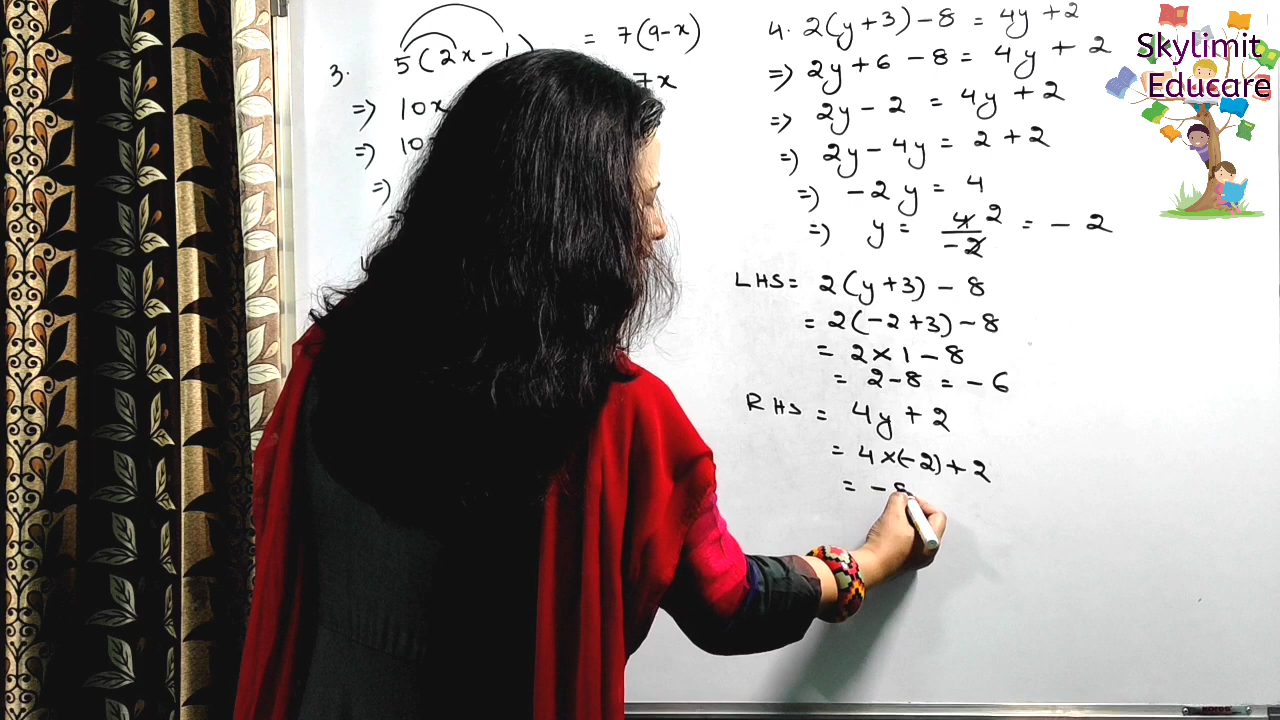 3. 5(2x-1) = 7(9-x)
7x
=> 10x
=> 10
=>
4. 2(y+3)-8 = 4y+2
=> 2y+6-8 = 4y+2
=> 2y-2 = 4y+2
=> 2y-4y = 2+2
=> -2y = 4
=> y = 4/-2 2 = -2
LHS = 2(y+3)-8
= 2(-2+3)-8
= 2×1-8
= 2-8 = -6
RHS = 4y+2
= 4×(-2)+2
= -8
Skylimit
Educare